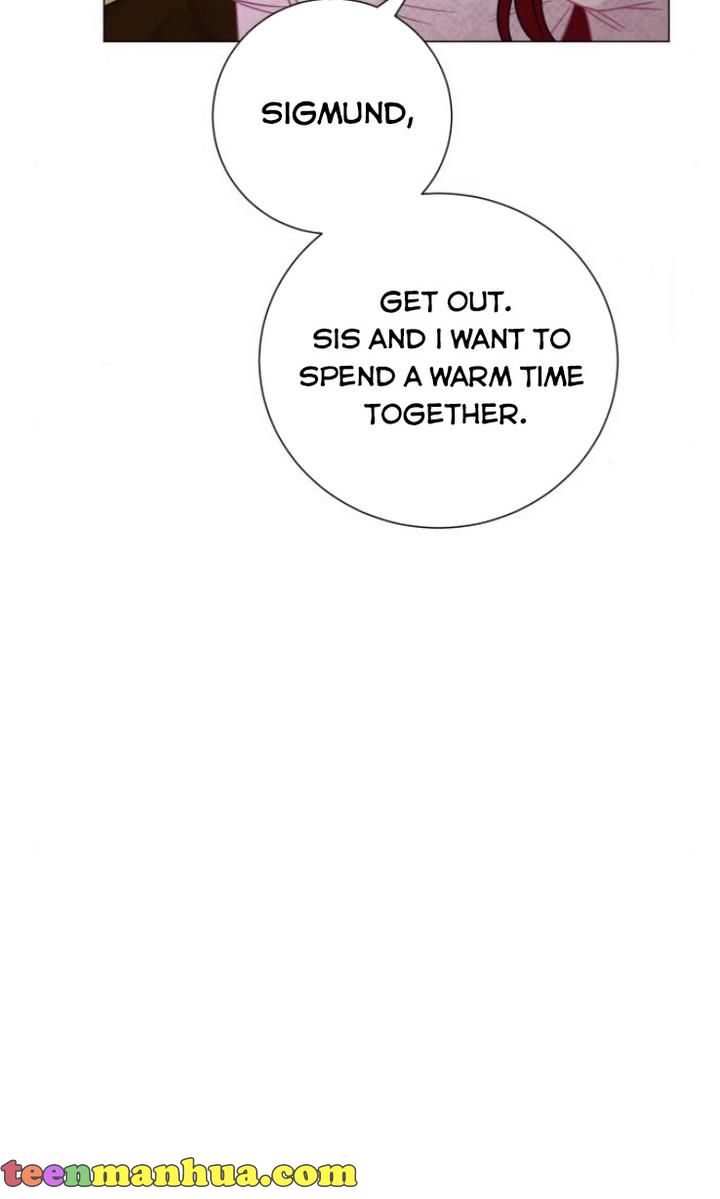 SIGMUND,
GET OUT.
SIS AND I WANT TO
SPEND A WARM TIME
TOGETHER.
teenmanhua.com